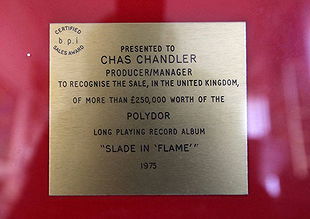 CERTIFIED
b p i
SALES AWARD
PRESENTED TO
CHAS CHANDLER
PRODUCER/MANAGER
TO RECOGNISE THE SALE, IN THE UNITED KINGDOM,
OF MORE THAN £250,000 WORTH OF THE
POLYDOR
LONG PLAYING RECORD ALBUM
"SLADE IN 'FLAME'"
1975